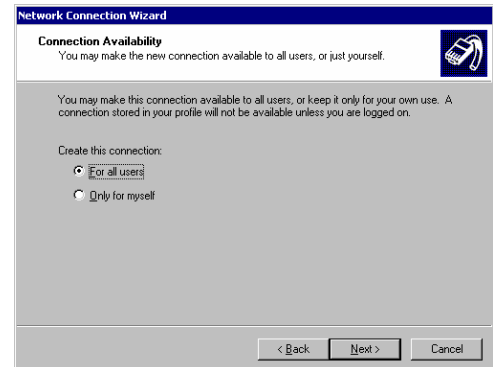 Network Connection Wizard
Connection Availability
You may make the new connection available to all users, or just yourself.
You may make this connection available to all users, or keep it only for your own use. A
connection stored in your profile will not be available unless you are logged on.
Create this connection:
For all users
Only for myself
< Back Next > Cancel